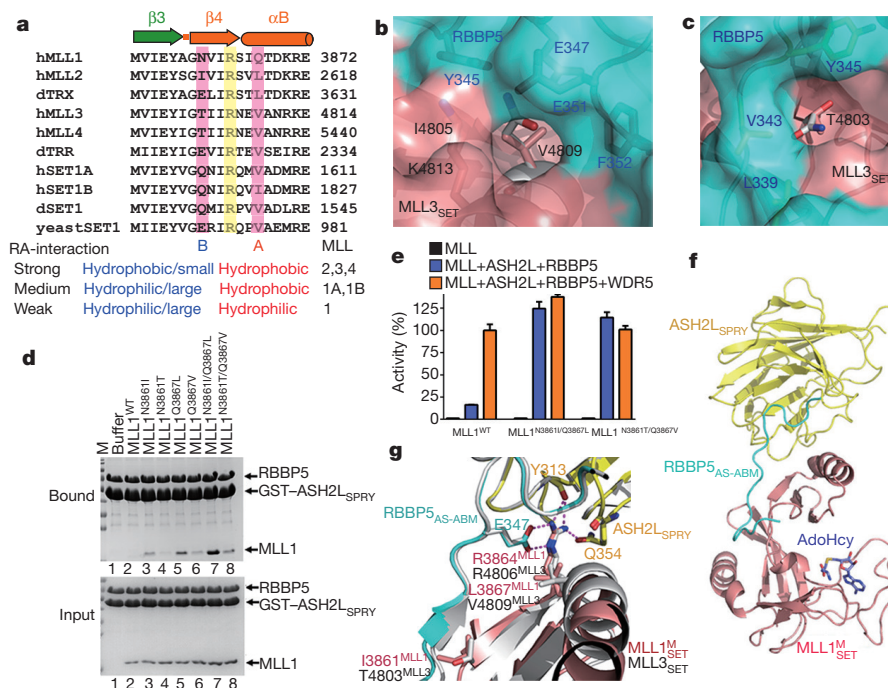 a
β3 β4 αB
hMLL1 MVIEYAGNVIRSIQTDKRE 3872
hMLL2 MVIEYSGIVIRSVLTDKRE 2618
dTRX MVIEYAGELIRSTLTDKRE 3631
hMLL3 MVIEYIGTIIRNEVANRKE 4814
hMLL4 MVIEYIGTIIRNEVANRRE 5440
dTRR MIIEYIGEVIRTEVSEIRE 2334
hSET1A MVIEYVGQNIRQMVADMRE 1611
hSET1B MVIEYVGQNIRQVIADMRE 1827
dSET1 MVIEYVGQMIRPVVADLRE 1545
yeastSET1 MVIEYVGERIRQPVAEMRE 981
RA-interaction B A MLL
Strong Hydrophobic/small Hydrophobic 2,3,4
Medium Hydrophilic/large Hydrophobic 1A,1B
Weak Hydrophilic/large Hydrophilic 1
b
RBBP5
E347
Y345
E351
I4805
V4809
F352
K4813
MLL3SET
c
RBBP5
Y345
V343
T4803
L339
MLL3SET
d
M
Buffer
MLL1WT
MLL1N3861I
MLL1N3861T
MLL1Q3867L
MLL1Q3867V
MLL1N3861I/Q3867L
MLL1N3861T/Q3867V
Bound
RBBP5
GST–ASH2LSPRY
MLL1
1 2 3 4 5 6 7 8
Input
RBBP5
GST–ASH2LSPRY
MLL1
1 2 3 4 5 6 7 8
e
MLL
MLL+ASH2L+RBBP5
MLL+ASH2L+RBBP5+WDR5
Activity (%)
125
100
75
50
25
0
MLL1WT MLL1N3861I/Q3867L MLL1N3861T/Q3867V
f
ASH2LSPRY
RBBP5AS-ABM
AdoHcy
MLL1MSET
g
Y313
RBBP5AS-ABM
E347
ASH2LSPRY
Q354
R3864MLL1
R4806MLL3
L3867MLL1
V4809MLL3
I3861MLL1
T4803MLL3
MLL1MSET
MLL3SET